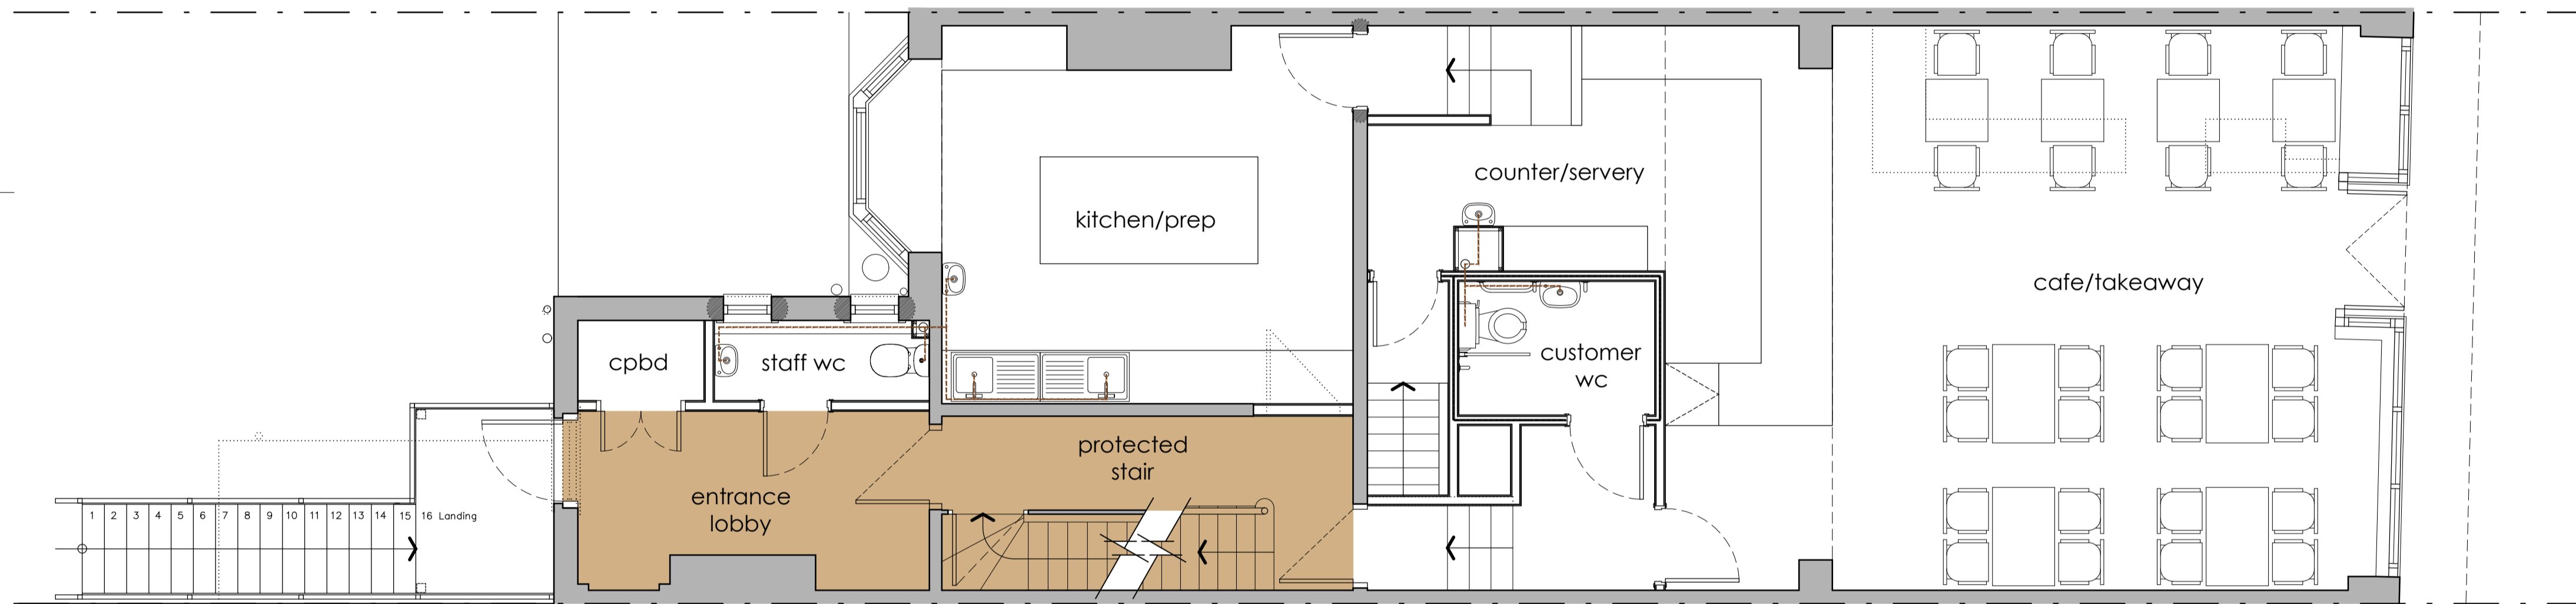 counter/servery
kitchen/prep
cafe/takeaway
cpbd
staff wc
customer
wc
protected
stair
entrance
lobby
1 2 3 4 5 6 7 8 9 10 11 12 13 14 15 16 Landing